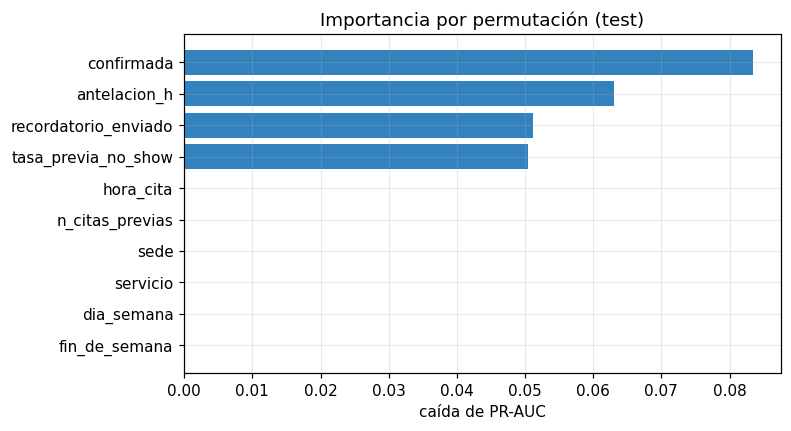 Importancia por permutación (test)
confirmada
antelacion_h
recordatorio_enviado
tasa_previa_no_show
hora_cita
n_citas_previas
sede
servicio
dia_semana
fin_de_semana
0.00 0.01 0.02 0.03 0.04 0.05 0.06 0.07 0.08
caída de PR-AUC